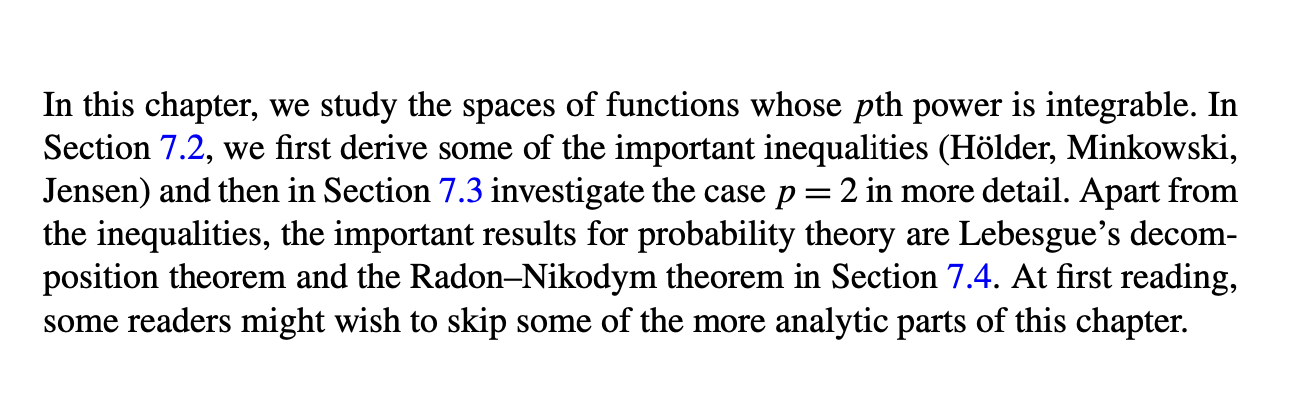 In this chapter, we study the spaces of functions whose pth power is integrable. In
Section 7.2, we first derive some of the important inequalities (Hölder, Minkowski,
Jensen) and then in Section 7.3 investigate the case p = 2 in more detail. Apart from
the inequalities, the important results for probability theory are Lebesgue’s decom-
position theorem and the Radon–Nikodym theorem in Section 7.4. At first reading,
some readers might wish to skip some of the more analytic parts of this chapter.